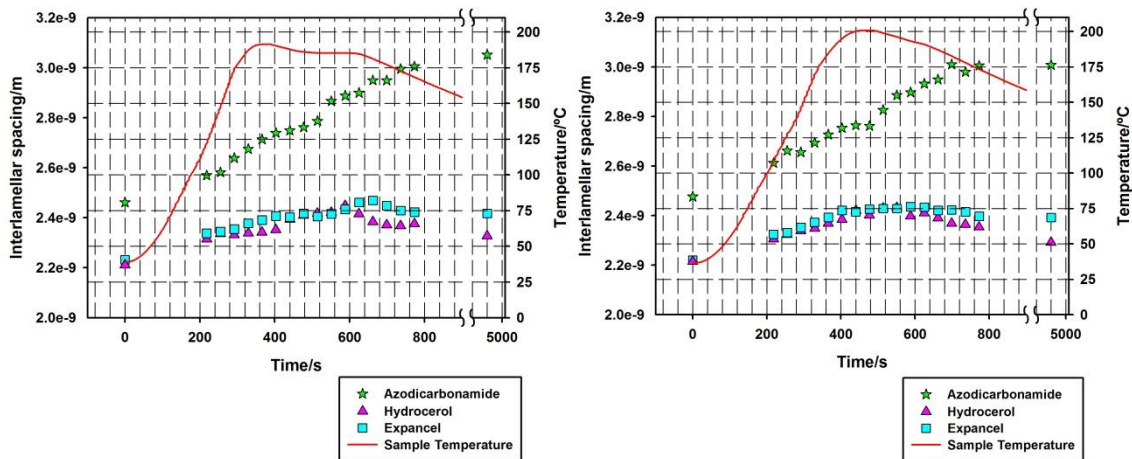 3.2e-9
3.0e-9
2.8e-9
2.6e-9
2.4e-9
2.2e-9
2.0e-9
Interlamellar spacing/m
200
175
150
125
100
75
50
25
0
Temperature/ºC
0 200 400 600 800 5000
Time/s
Azodicarbonamide
Hydrocerol
Expancel
Sample Temperature
3.2e-9
3.0e-9
2.8e-9
2.6e-9
2.4e-9
2.2e-9
2.0e-9
Interlamellar spacing/m
200
175
150
125
100
75
50
25
0
Temperature/ºC
0 200 400 600 800 5000
Time/s
Azodicarbonamide
Hydrocerol
Expancel
Sample Temperature